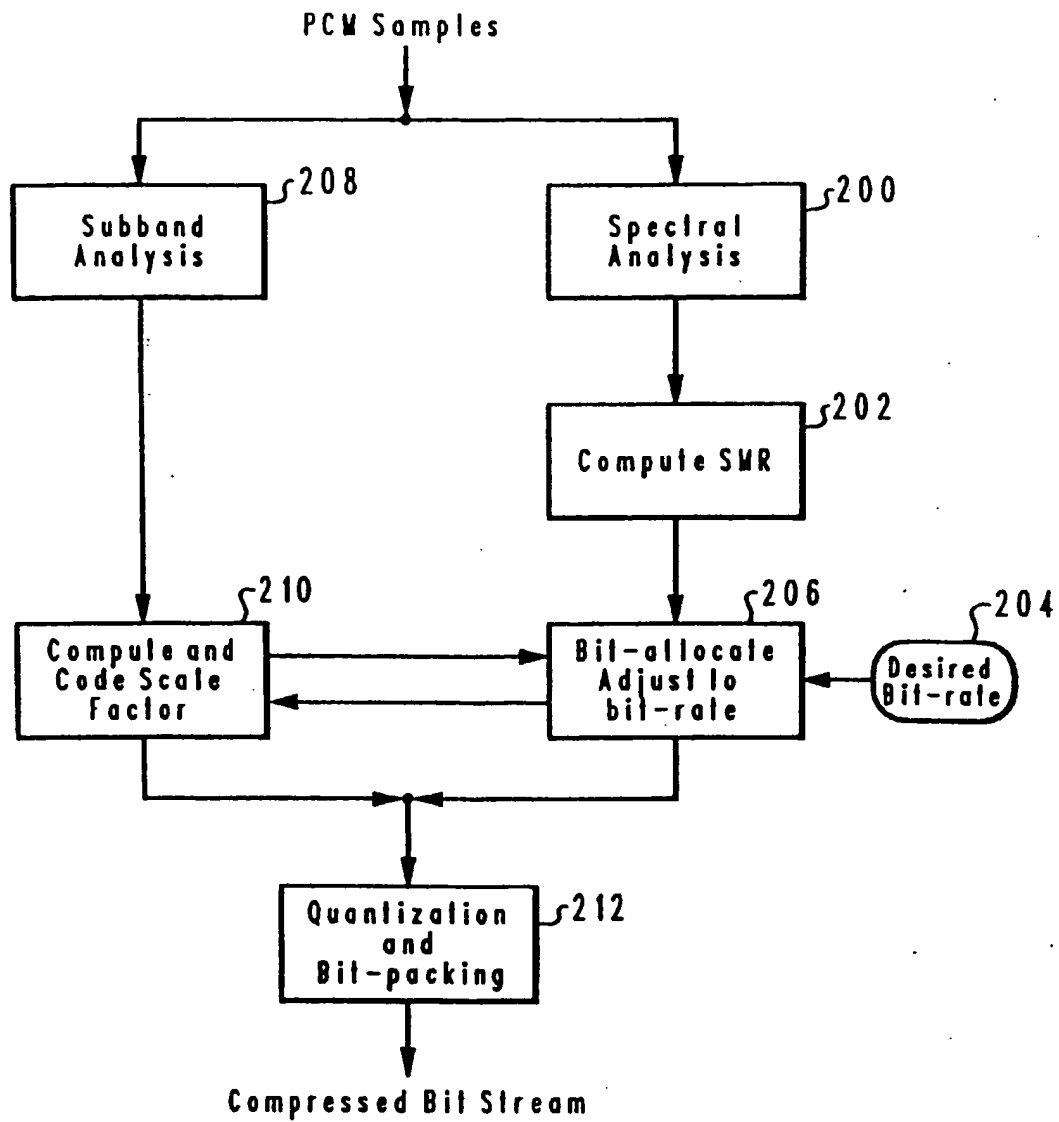 PCM Samples
208
Subband
Analysis
200
Spectral
Analysis
202
Compute SMR
210
Compute and
Code Scale
Factor
206
Bit-allocate
Adjust to
bit-rate
204
Desired
Bit-rate
212
Quantization
and
Bit-packing
Compressed Bit Stream